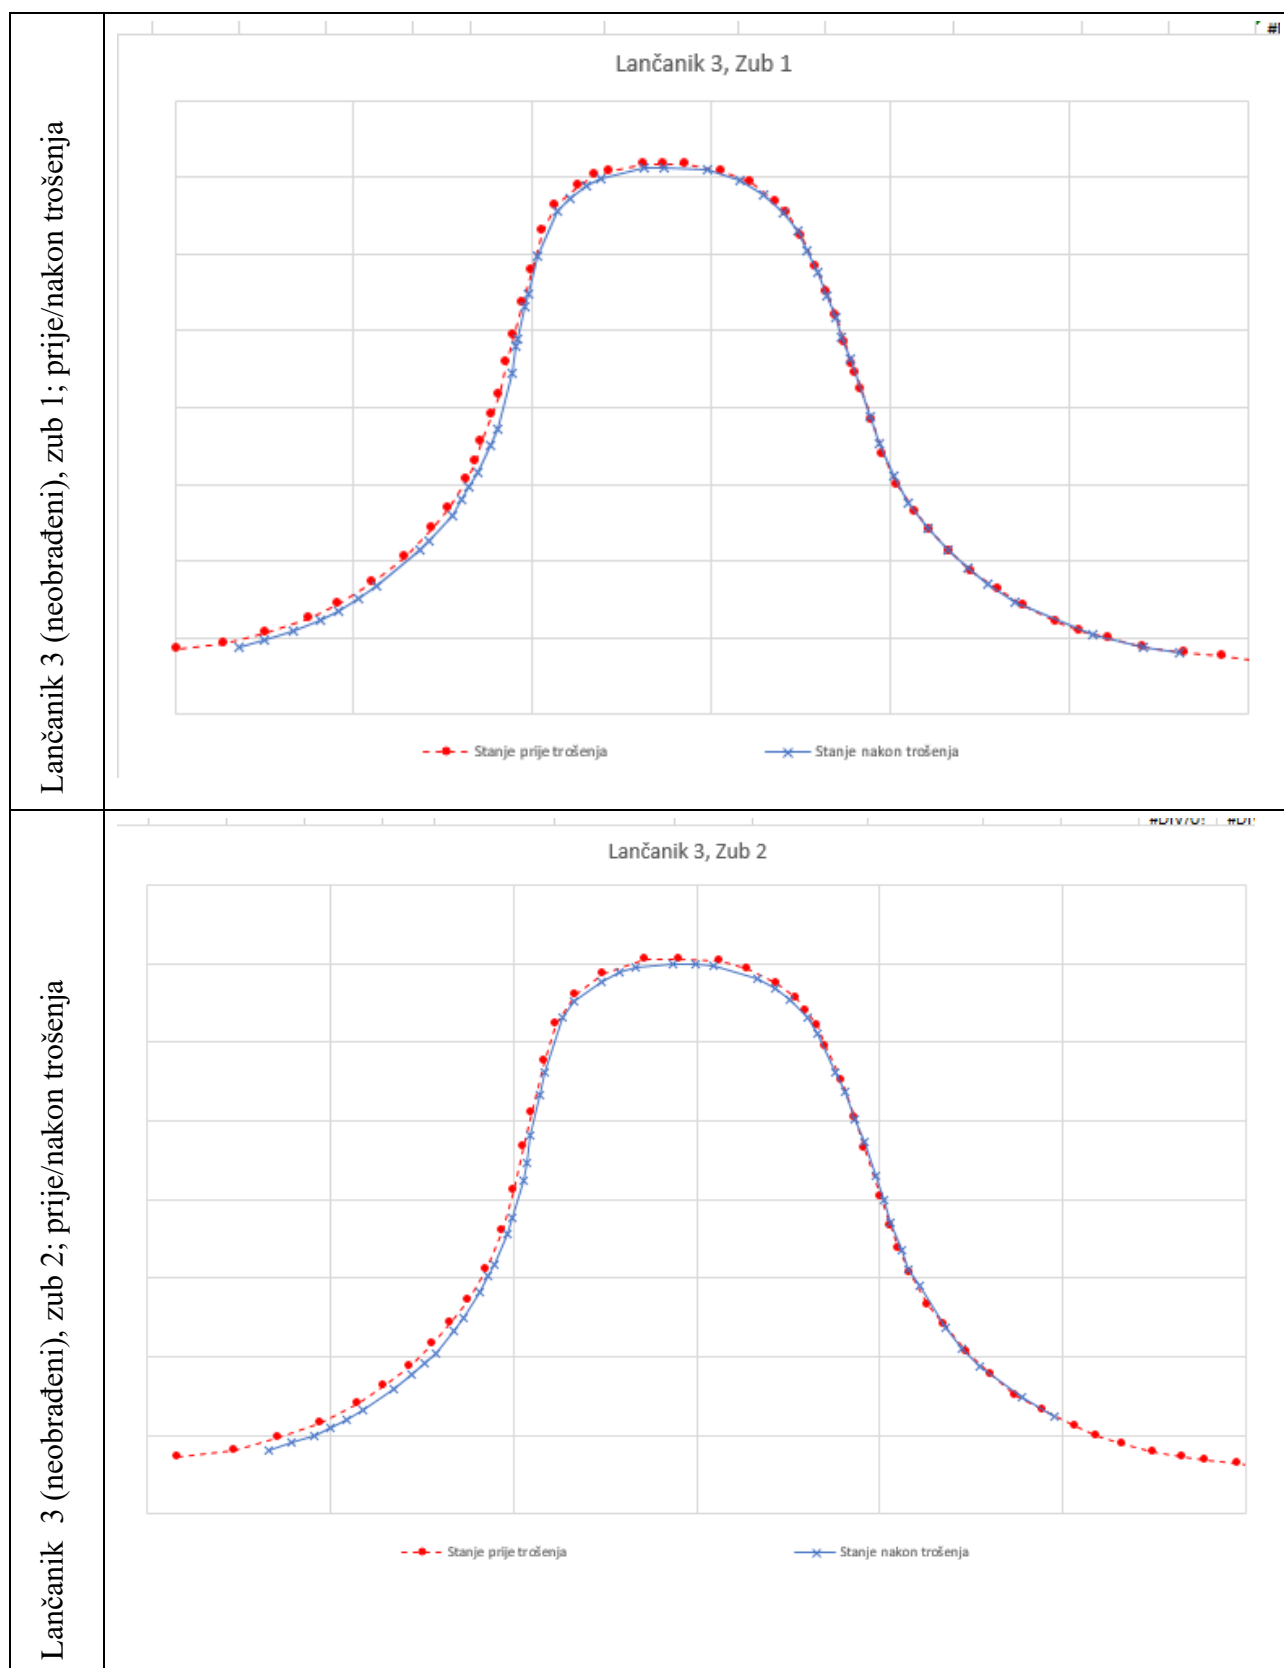 Lančanik 3 (neobrađeni), zub 1; prije/nakon trošenja
Lančanik 3, Zub 1
Stanje prije trošenja
Stanje nakon trošenja
Lančanik 3 (neobrađeni), zub 2; prije/nakon trošenja
Lančanik 3, Zub 2
Stanje prije trošenja
Stanje nakon trošenja